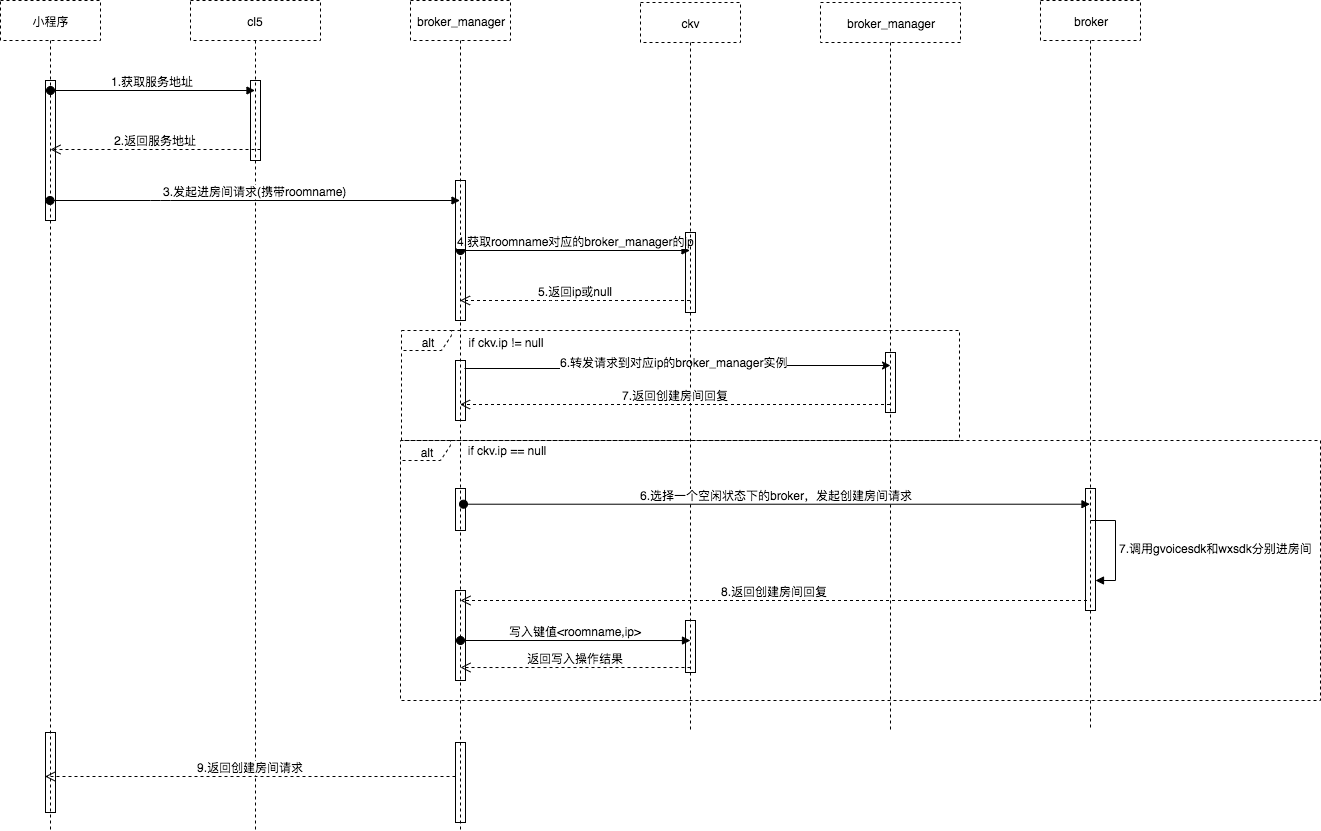 小程序
cl5
broker_manager
ckv
broker_manager
broker
1.获取服务地址
2.返回服务地址
3.发起进房间请求(携带roomname)
4.获取roomname对应的broker_manager的ip
5.返回ip或null
alt
if ckv.ip != null
6.转发请求到对应ip的broker_manager实例
7.返回创建房间回复
alt
if ckv.ip == null
6.选择一个空闲状态下的broker，发起创建房间请求
7.调用gvoicesdk和wxsdk分别进房间
8.返回创建房间回复
写入键值<roomname,ip>
返回写入操作结果
9.返回创建房间请求